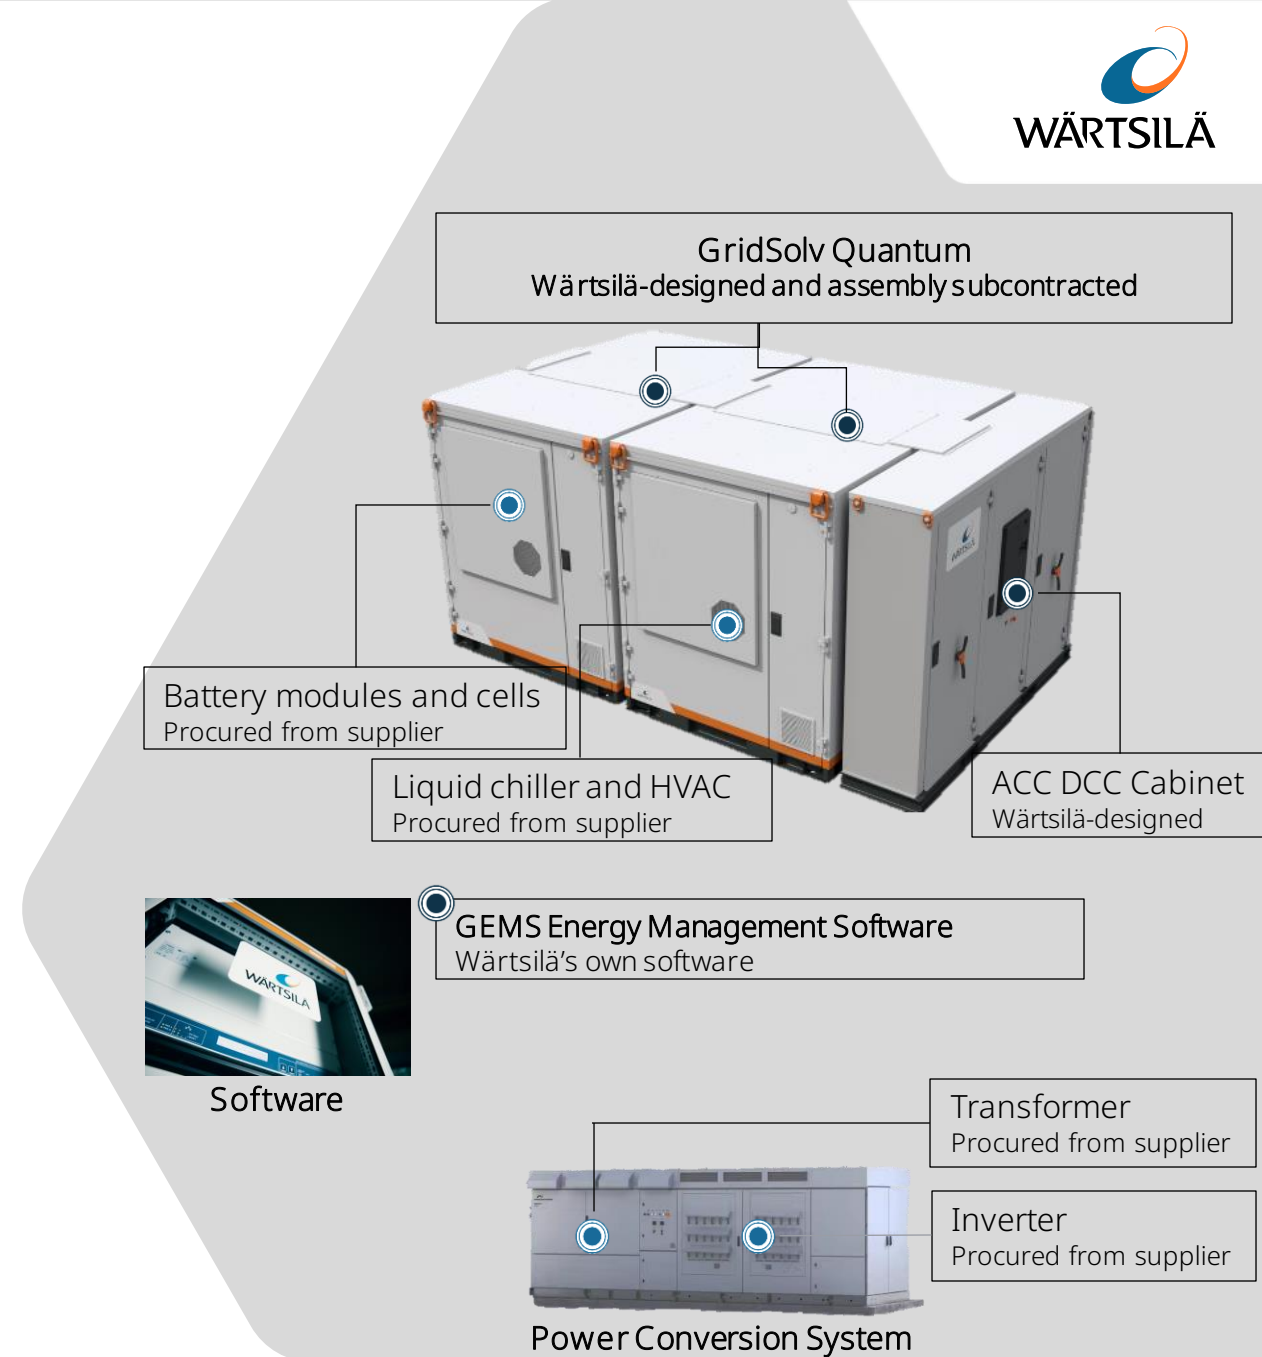 WÄRTSILÄ
GridSolv Quantum
Wärtsilä-designed and assembly subcontracted
WÄRTSILÄ
Battery modules and cells
Procured from supplier
Liquid chiller and HVAC
Procured from supplier
ACC DCC Cabinet
Wärtsilä-designed
WÄRTSILÄ
GEMS Energy Management Software
Wärtsilä’s own software
Software
Transformer
Procured from supplier
Inverter
Procured from supplier
Power Conversion System